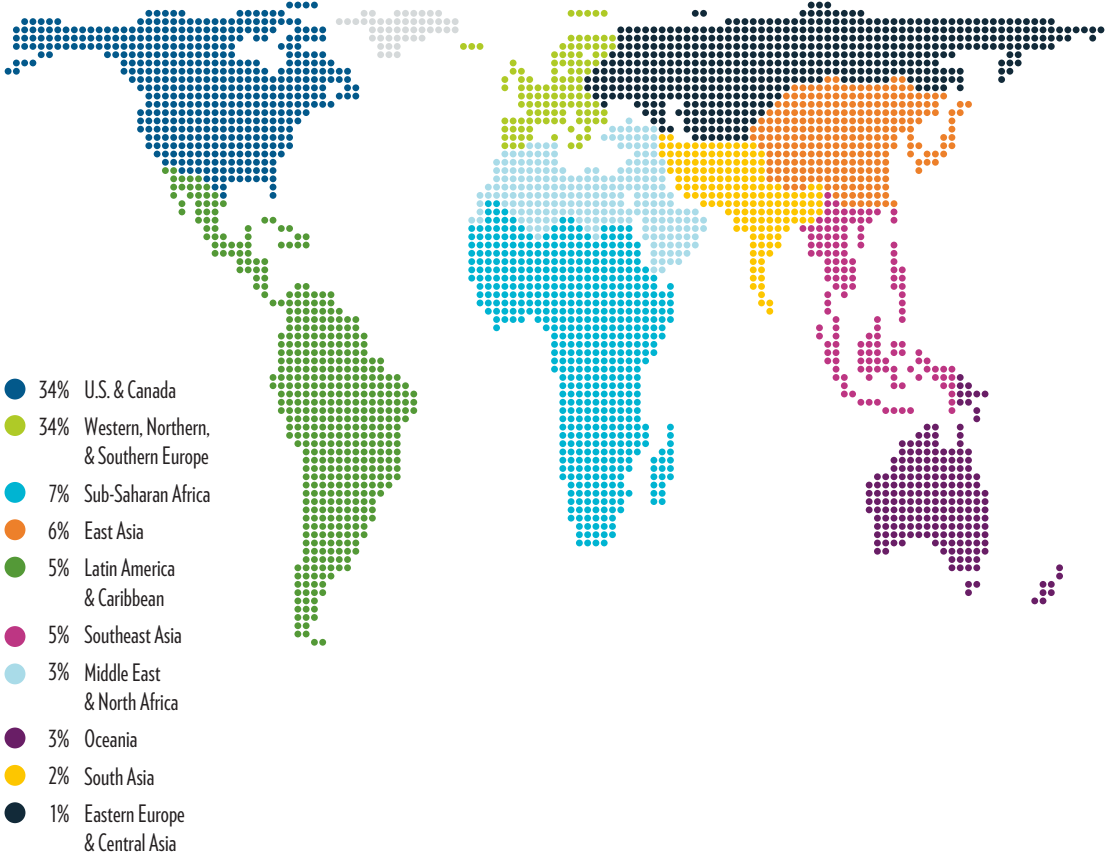 34% U.S. & Canada
34% Western, Northern,
& Southern Europe
7% Sub-Saharan Africa
6% East Asia
5% Latin America
& Caribbean
5% Southeast Asia
3% Middle East
& North Africa
3% Oceania
2% South Asia
1% Eastern Europe
& Central Asia